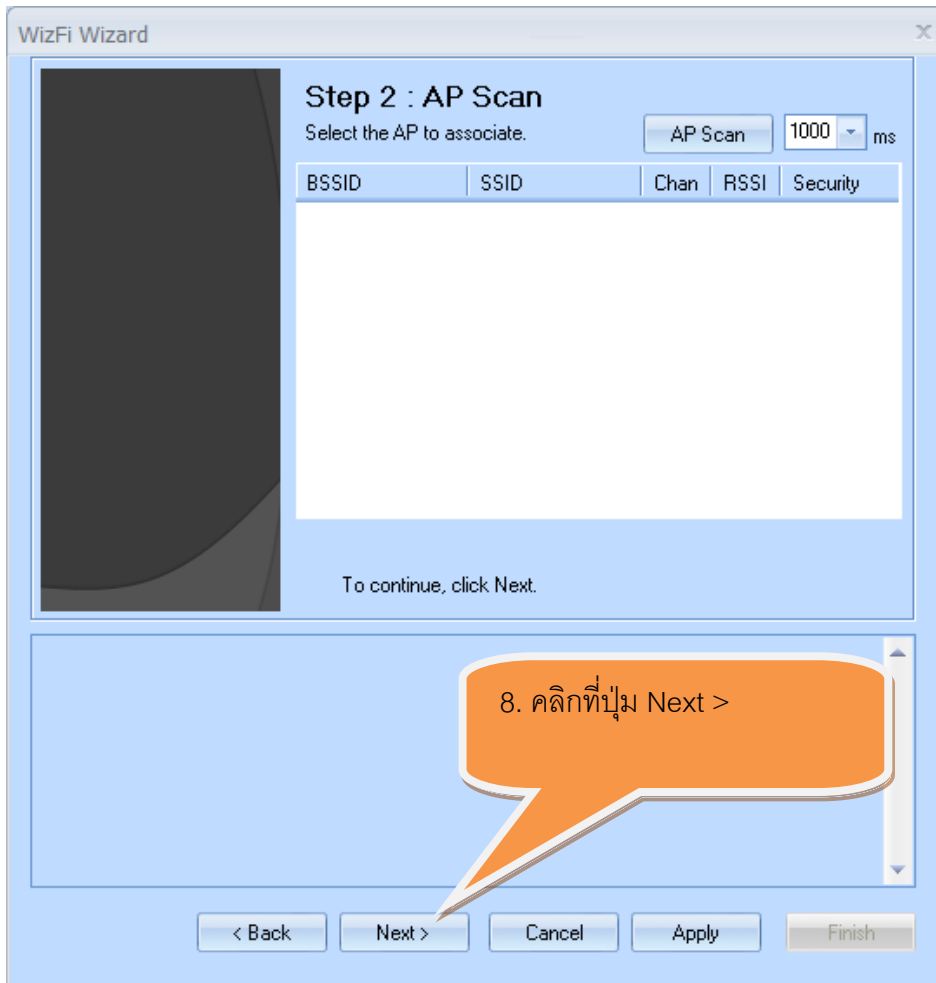 WizFi Wizard
Step 2 : AP Scan
Select the AP to associate.
AP Scan 1000 ms
BSSID SSID Chan RSSI Security
To continue, click Next.
8. คลิกที่ปุ่ม Next >
< Back Next > Cancel Apply Finish